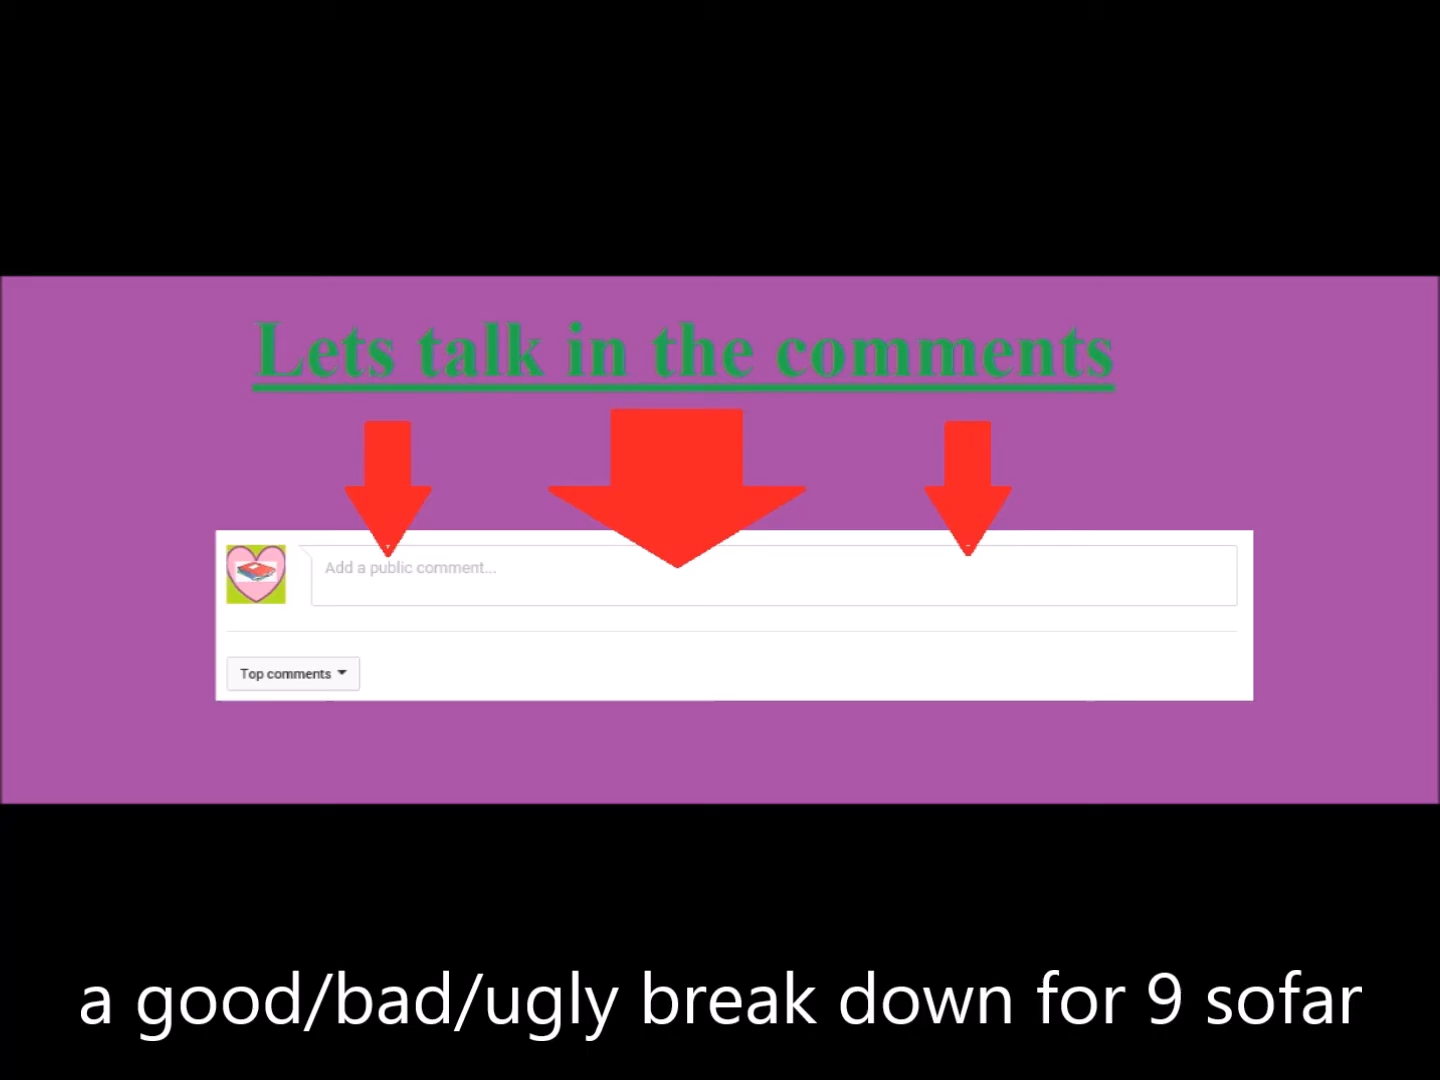 Lets talk in the comments
Add a public comment...
Top comments
a good/bad/ugly break down for 9 sofar